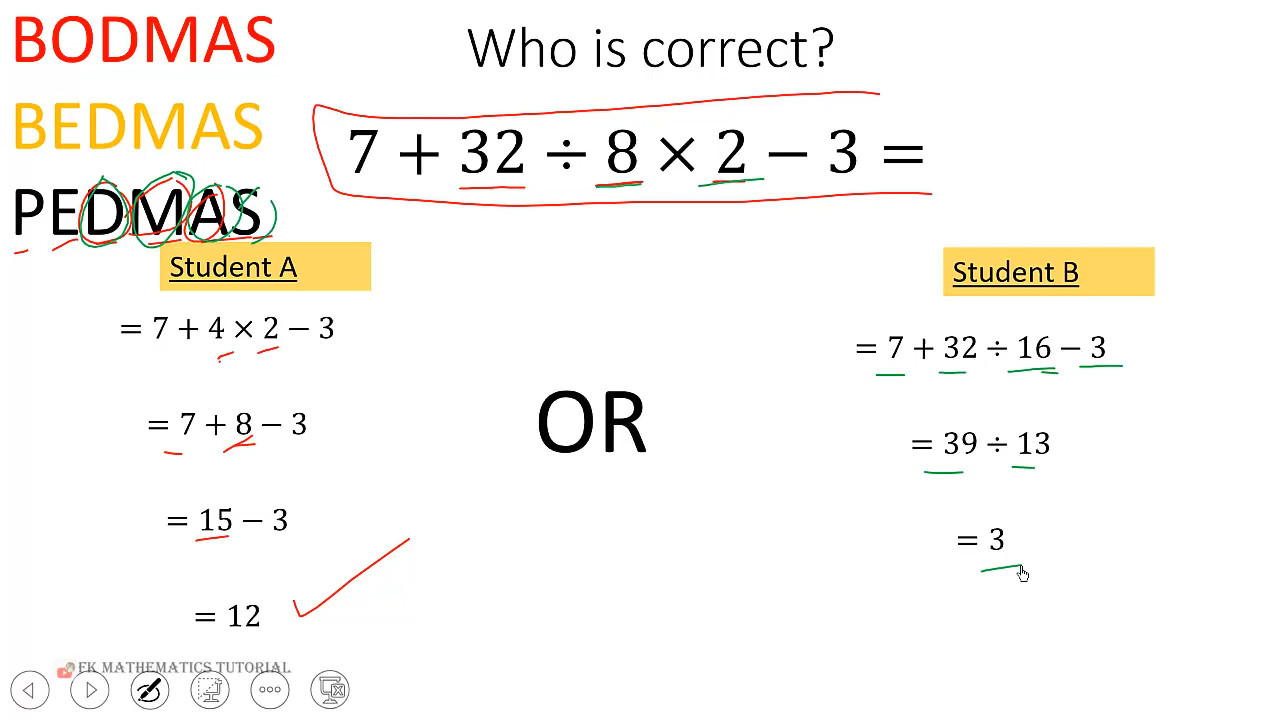 BODMAS
Who is correct?
BEDMAS
7 + 32 ÷ 8 × 2 − 3 =
PEDMAS
Student A
= 7 + 4 × 2 − 3
= 7 + 8 − 3
= 15 − 3
= 12
OR
Student B
= 7 + 32 ÷ 16 − 3
= 39 ÷ 13
= 3
FK MATHEMATICS TUTORIAL